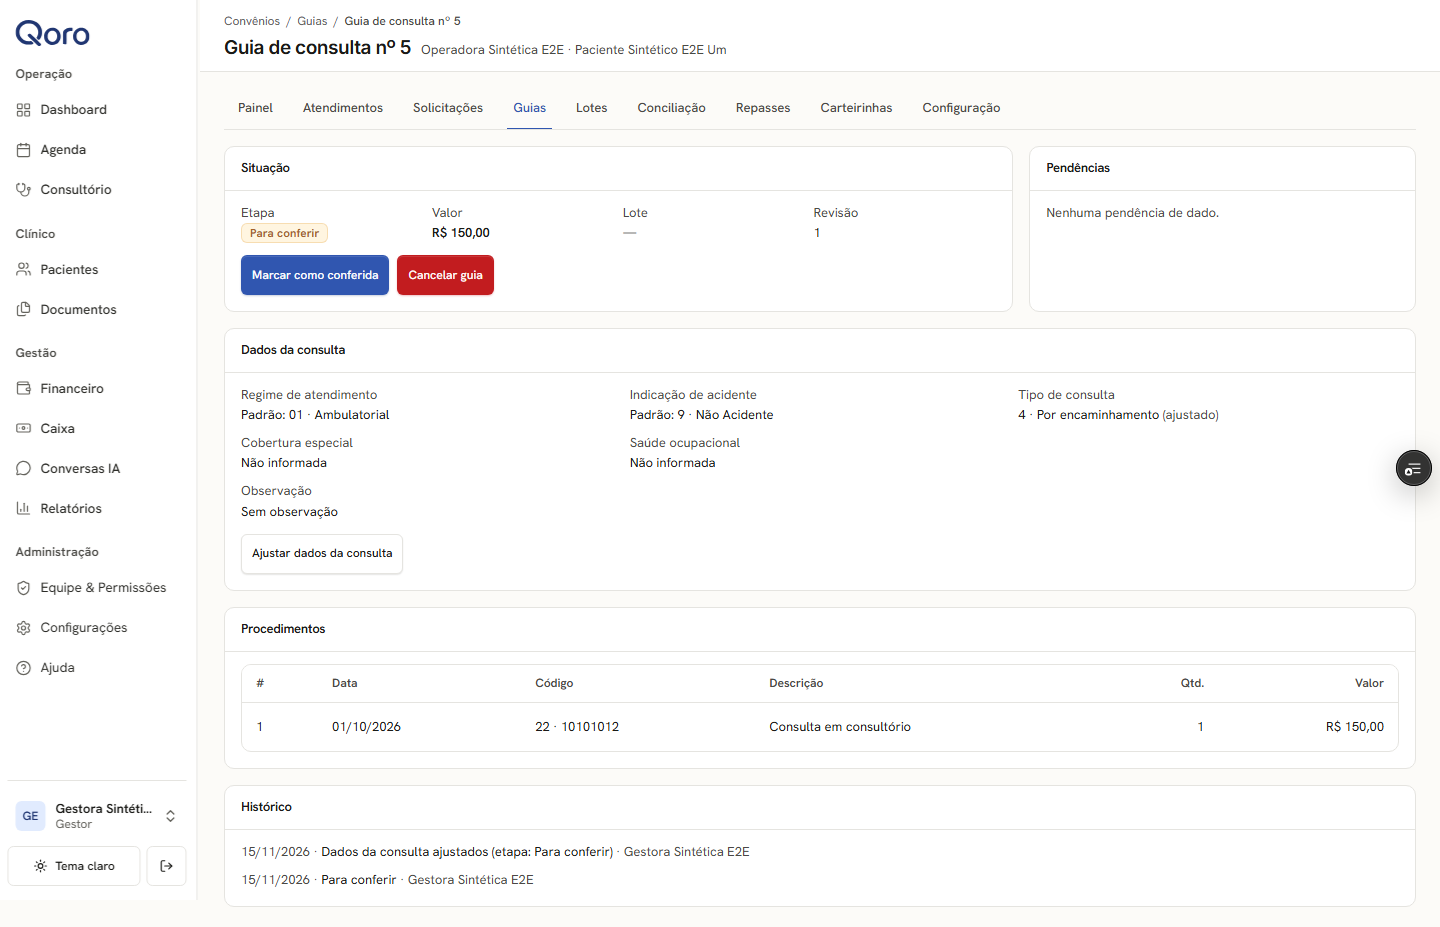 Qoro
Operação
Dashboard
Agenda
Consultório
Clínico
Pacientes
Documentos
Gestão
Financeiro
Caixa
Conversas IA
Relatórios
Administração
Equipe & Permissões
Configurações
Ajuda
GE
Gestora Sintéti...
Gestor
Tema claro
Convênios / Guias / Guia de consulta nº 5
Guia de consulta nº 5 Operadora Sintética E2E · Paciente Sintético E2E Um
Painel Atendimentos Solicitações Guias Lotes Conciliação Repasses Carteirinhas Configuração
Situação
Etapa Valor Lote Revisão
Para conferir R$ 150,00 — 1
Marcar como conferida Cancelar guia
Pendências
Nenhuma pendência de dado.
Dados da consulta
Regime de atendimento Indicação de acidente Tipo de consulta
Padrão: 01 · Ambulatorial Padrão: 9 · Não Acidente 4 · Por encaminhamento (ajustado)
Cobertura especial Saúde ocupacional
Não informada Não informada
Observação
Sem observação
Ajustar dados da consulta
Procedimentos
# Data Código Descrição Qtd. Valor
1 01/10/2026 22 · 10101012 Consulta em consultório 1 R$ 150,00
Histórico
15/11/2026 · Dados da consulta ajustados (etapa: Para conferir) · Gestora Sintética E2E
15/11/2026 · Para conferir · Gestora Sintética E2E